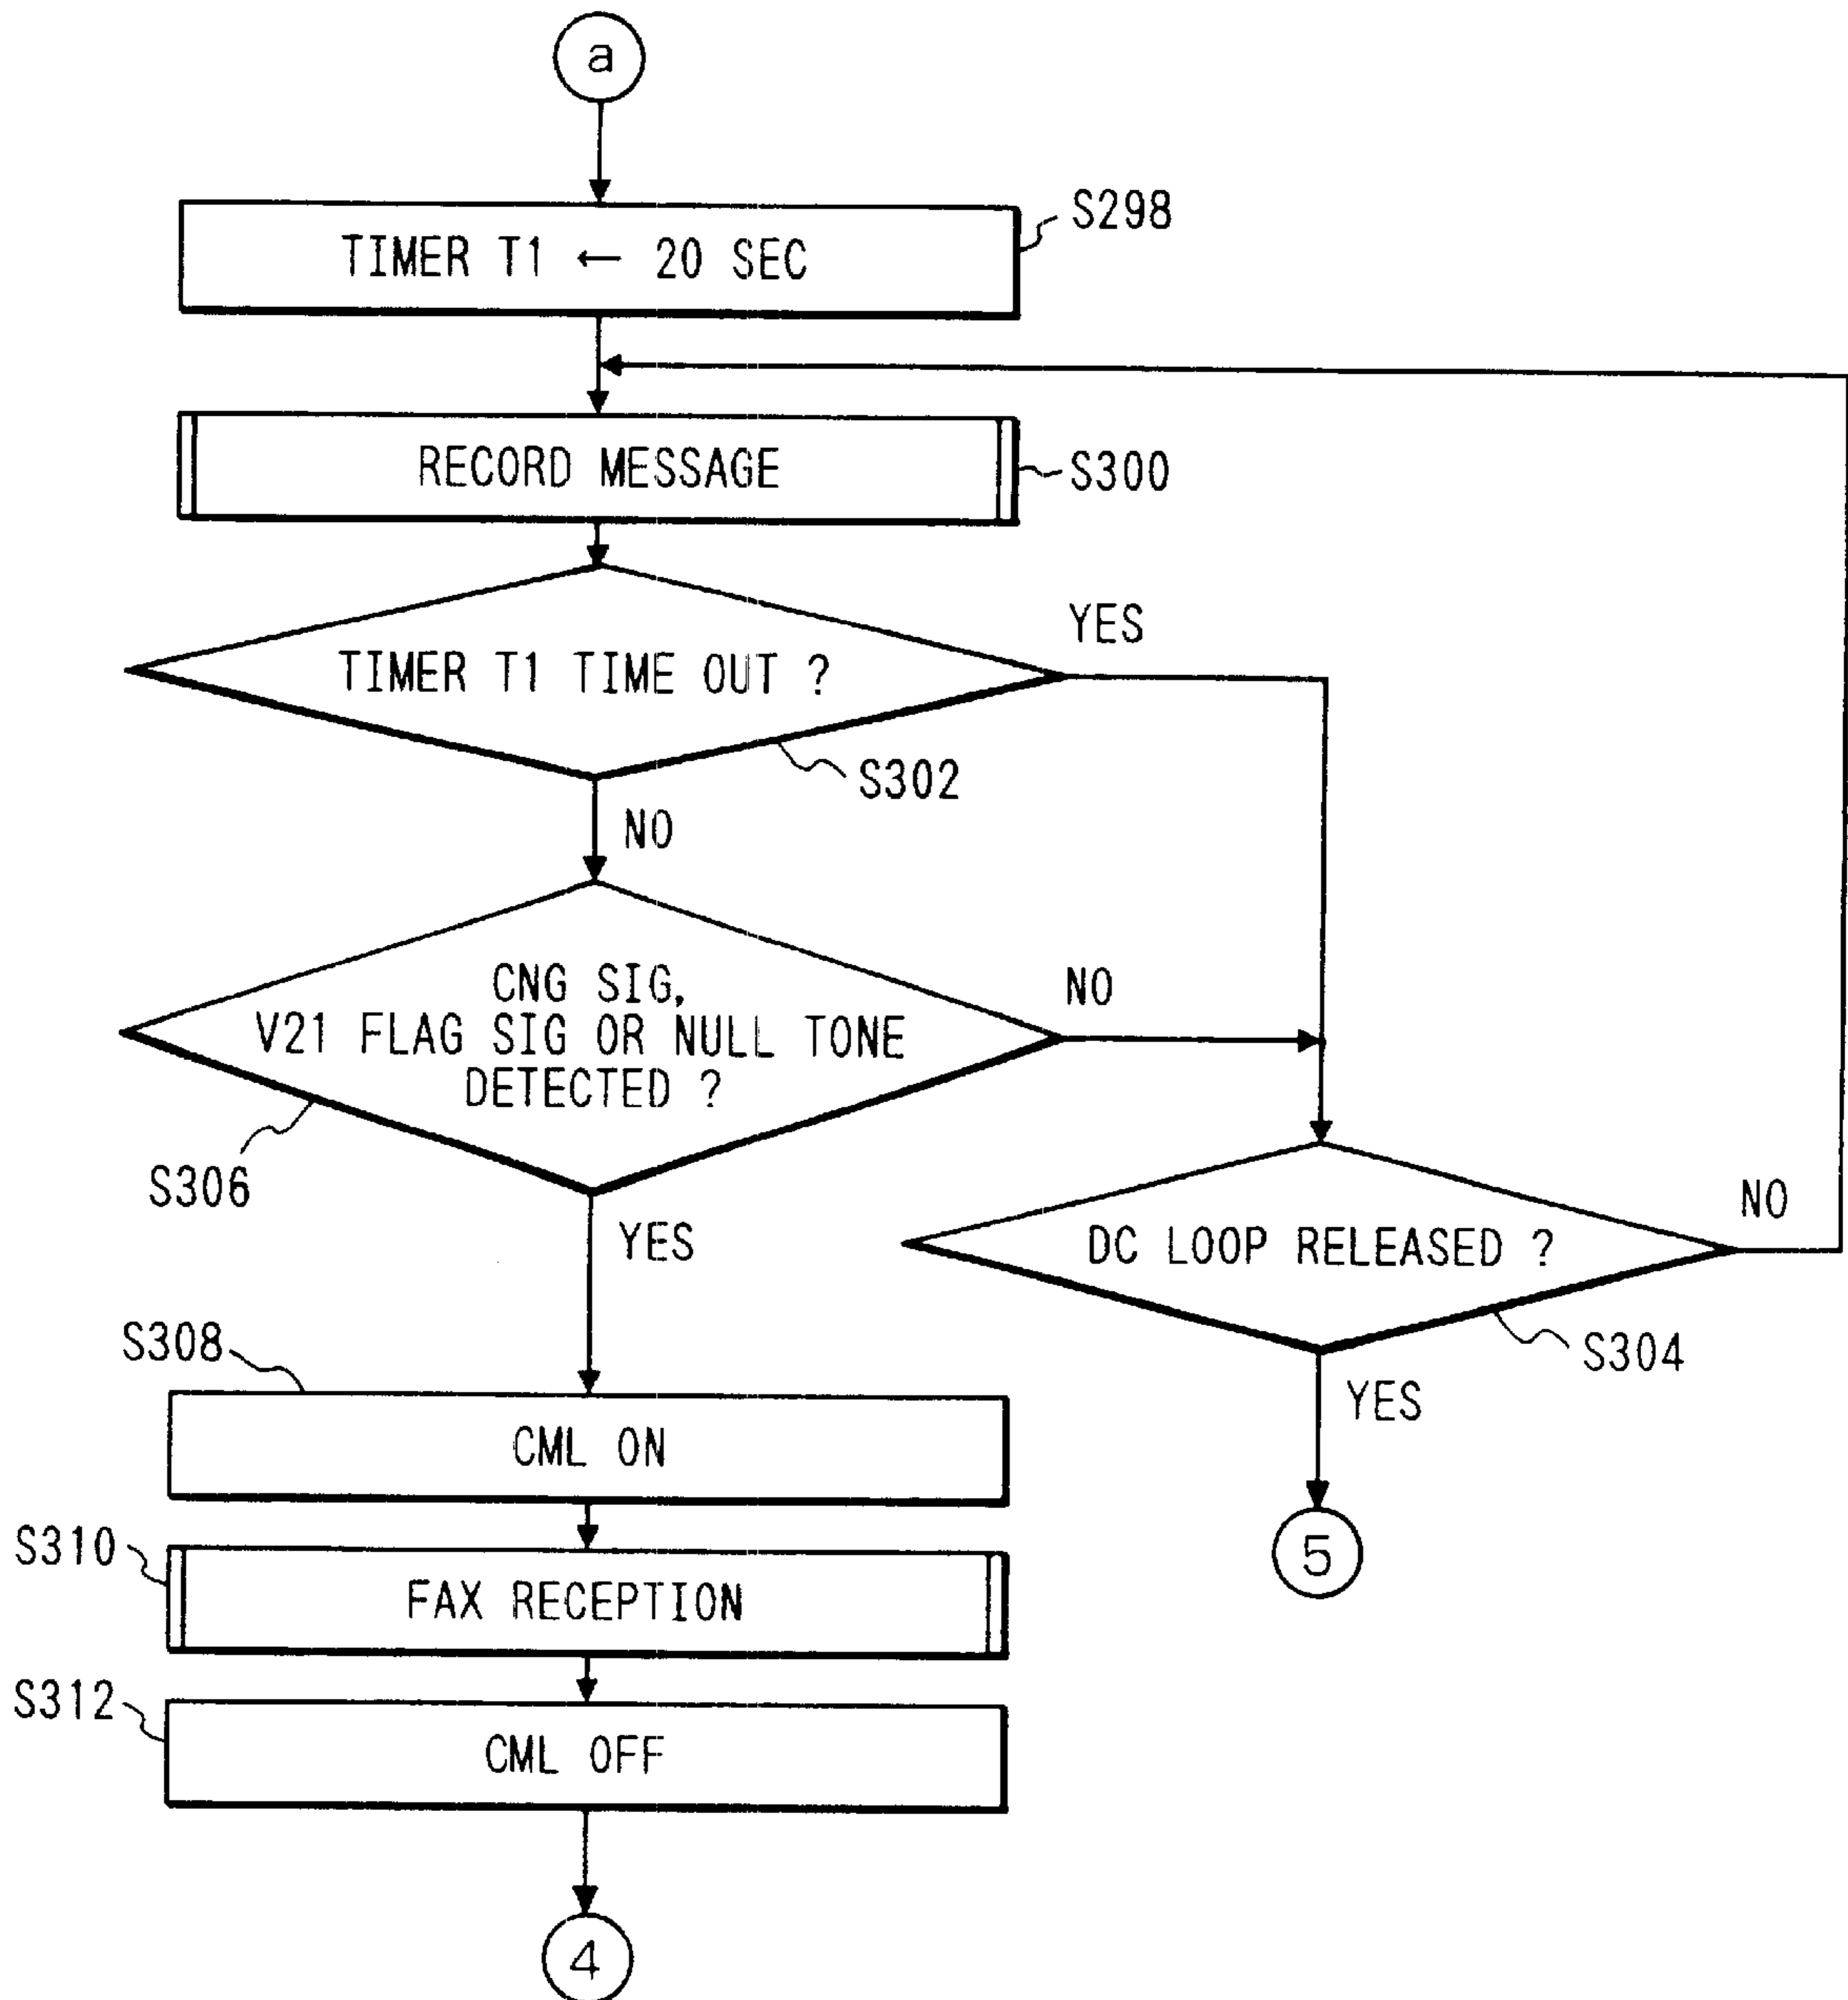 a
TIMER T1 ← 20 SEC
S298
RECORD MESSAGE
S300
TIMER T1 TIME OUT ?
YES
S302
NO
CNG SIG,
V21 FLAG SIG OR NULL TONE
DETECTED ?
NO
S306
YES
DC LOOP RELEASED ?
NO
S304
YES
5
S308
CML ON
S310
FAX RECEPTION
S312
CML OFF
4